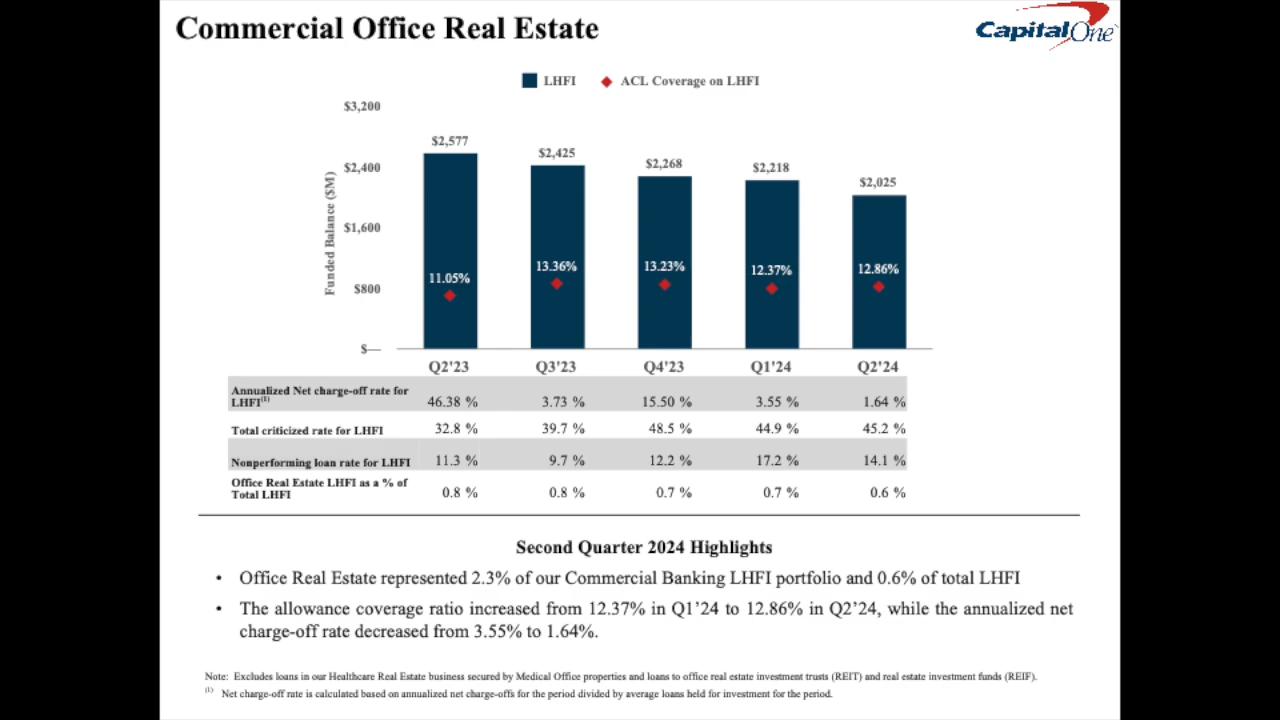 Commercial Office Real Estate
CapitalOne
LHFI
ACL Coverage on LHFI
Funded Balance ($M)
$3,200
$2,400
$1,600
$800
$—
$2,577
$2,425
$2,268
$2,218
$2,025
11.05%
13.36%
13.23%
12.37%
12.86%
Q2'23 Q3'23 Q4'23 Q1'24 Q2'24
Annualized Net charge-off rate for
LHFI(1) 46.38 % 3.73 % 15.50 % 3.55 % 1.64 %
Total criticized rate for LHFI 32.8 % 39.7 % 48.5 % 44.9 % 45.2 %
Nonperforming loan rate for LHFI 11.3 % 9.7 % 12.2 % 17.2 % 14.1 %
Office Real Estate LHFI as a % of
Total LHFI 0.8 % 0.8 % 0.7 % 0.7 % 0.6 %
Second Quarter 2024 Highlights
• Office Real Estate represented 2.3% of our Commercial Banking LHFI portfolio and 0.6% of total LHFI
• The allowance coverage ratio increased from 12.37% in Q1’24 to 12.86% in Q2’24, while the annualized net
charge-off rate decreased from 3.55% to 1.64%.
Note: Excludes loans in our Healthcare Real Estate business secured by Medical Office properties and loans to office real estate investment trusts (REIT) and real estate investment funds (REIF).
(1) Net charge-off rate is calculated based on annualized net charge-offs for the period divided by average loans held for investment for the period.